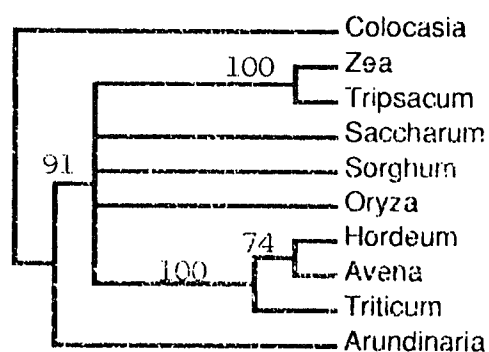 Colocasia
100 Zea
Tripsacum
Saccharum
91 Sorghum
Oryza
74 Hordeum
100 Avena
Triticum
Arundinaria